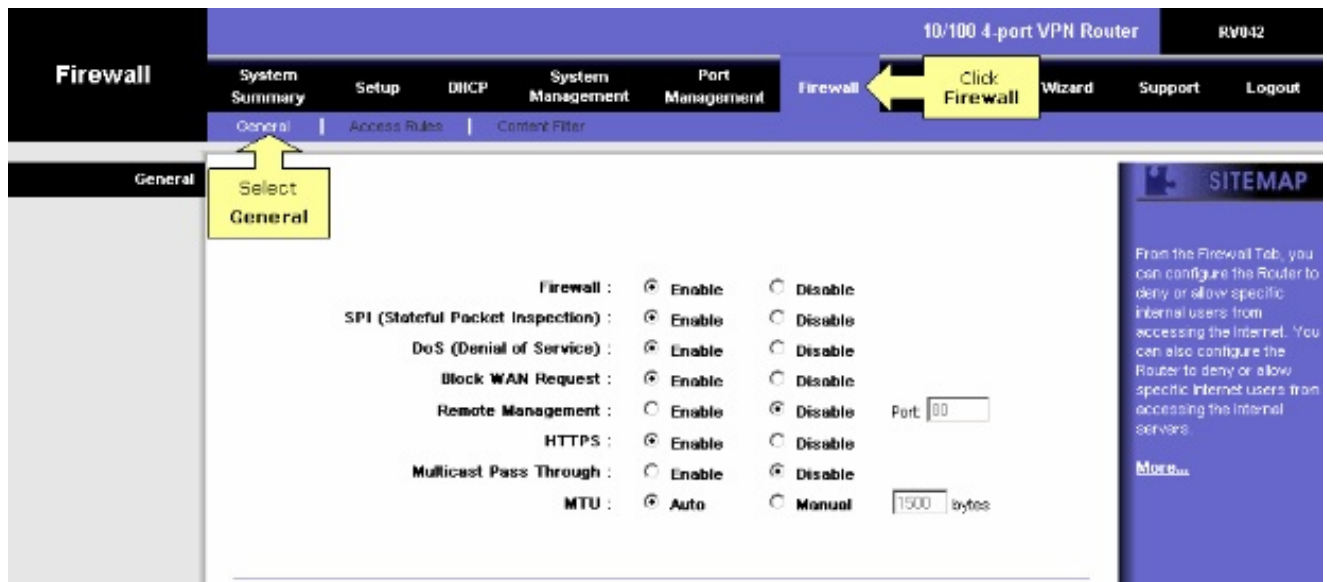 10/100 4-port VPN Router
RV042
Firewall
System Summary
Setup
DHCP
System Management
Port Management
Firewall
Click
Firewall
Wizard
Support
Logout
General | Access Rules | Content Filter
General
Select
General
SITEMAP
Firewall : Enable Disable
SPI (Stateful Packet Inspection) : Enable Disable
DoS (Denial of Service) : Enable Disable
Block WAN Request : Enable Disable
Remote Management : Enable Disable Port: 80
HTTPS : Enable Disable
Multicast Pass Through : Enable Disable
MTU : Auto Manual 1500 bytes
From the Firewall Tab, you
can configure the Router to
deny or allow specific
internal users from
accessing the Internet. You
can also configure the
Router to deny or allow
specific Internet users from
accessing the internal
servers.
More...